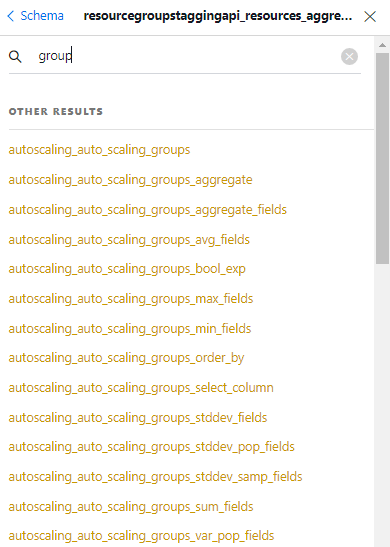 Schema resourcegroupstaggingapi_resources_aggre...
group
OTHER RESULTS
autoscaling_auto_scaling_groups
autoscaling_auto_scaling_groups_aggregate
autoscaling_auto_scaling_groups_aggregate_fields
autoscaling_auto_scaling_groups_avg_fields
autoscaling_auto_scaling_groups_bool_exp
autoscaling_auto_scaling_groups_max_fields
autoscaling_auto_scaling_groups_min_fields
autoscaling_auto_scaling_groups_order_by
autoscaling_auto_scaling_groups_select_column
autoscaling_auto_scaling_groups_stddev_fields
autoscaling_auto_scaling_groups_stddev_pop_fields
autoscaling_auto_scaling_groups_stddev_samp_fields
autoscaling_auto_scaling_groups_sum_fields
autoscaling_auto_scaling_groups_var_pop_fields